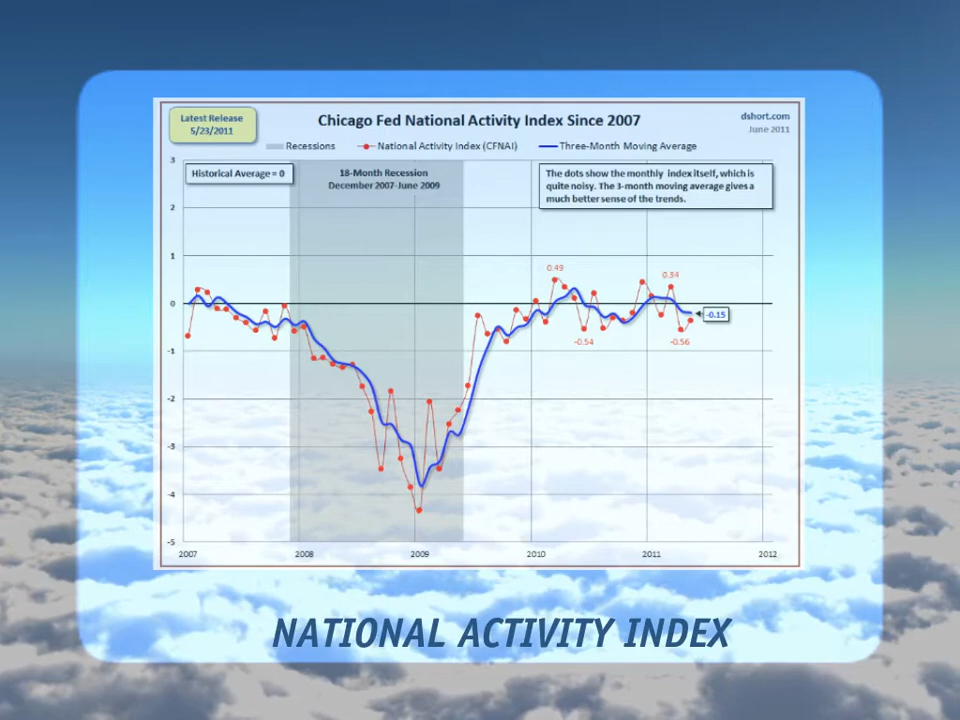 Latest Release
5/23/2011
Chicago Fed National Activity Index Since 2007
dshort.com
June 2011
Recessions
National Activity Index (CFNAI)
Three-Month Moving Average
Historical Average = 0
18-Month Recession
December 2007-June 2009
The dots show the monthly index itself, which is
quite noisy. The 3-month moving average gives a
much better sense of the trends.
3
2
1
0
-1
-2
-3
-4
-5
0.49
0.34
-0.15
-0.54
-0.56
2007
2008
2009
2010
2011
2012
NATIONAL ACTIVITY INDEX